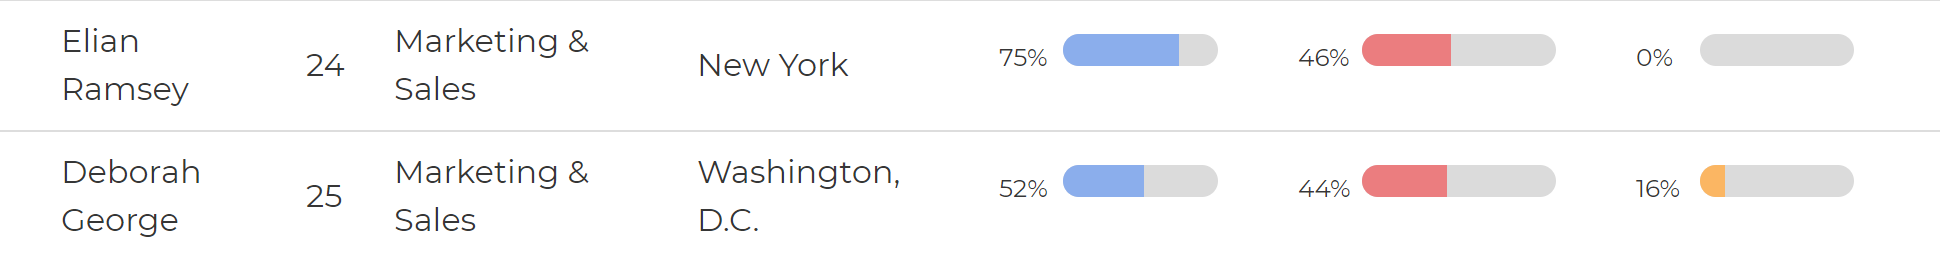 Elian Ramsey 24 Marketing & Sales New York 75% 46% 0%
Deborah George 25 Marketing & Sales Washington, D.C. 52% 44% 16%